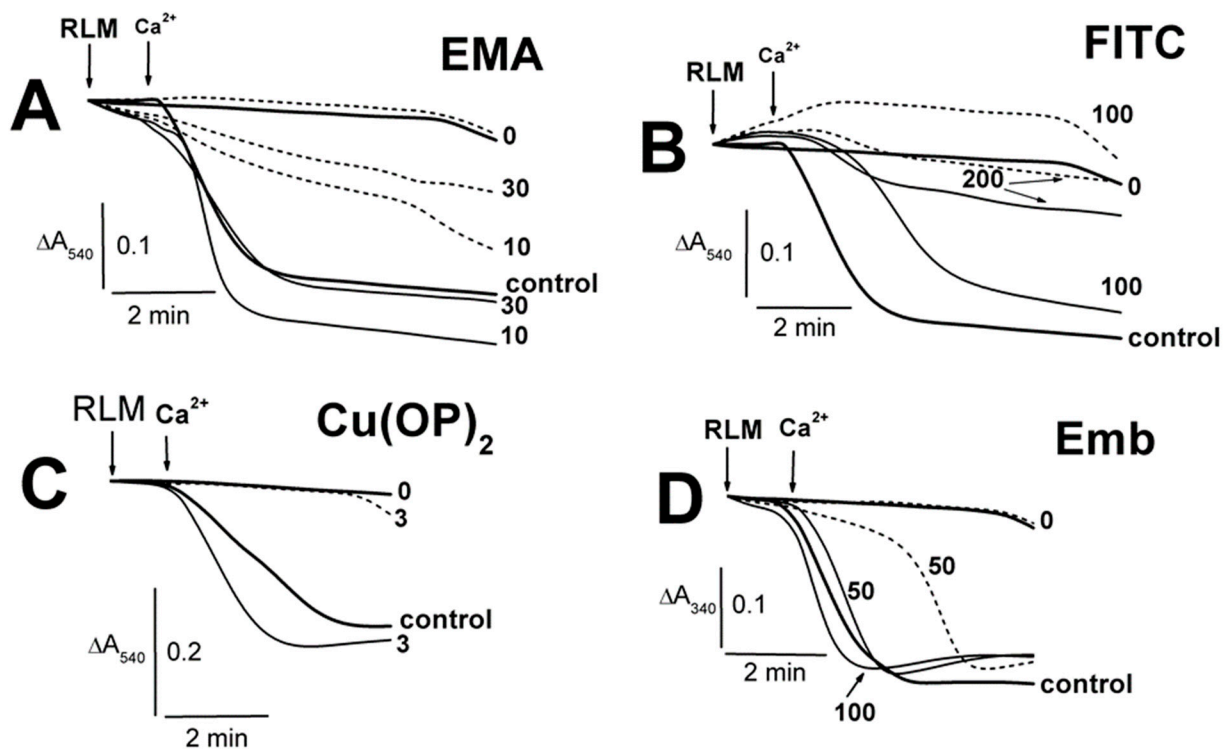 A
RLM Ca²⁺
EMA
0
30
10
control
30
10
ΔA₅₄₀ 0.1
2 min
B
RLM Ca²⁺
FITC
100
200
0
100
control
ΔA₅₄₀ 0.1
2 min
C
RLM Ca²⁺
Cu(OP)₂
0
3
control
3
ΔA₅₄₀ 0.2
2 min
D
RLM Ca²⁺
Emb
0
50
50
control
100
ΔA₃₄₀ 0.1
2 min